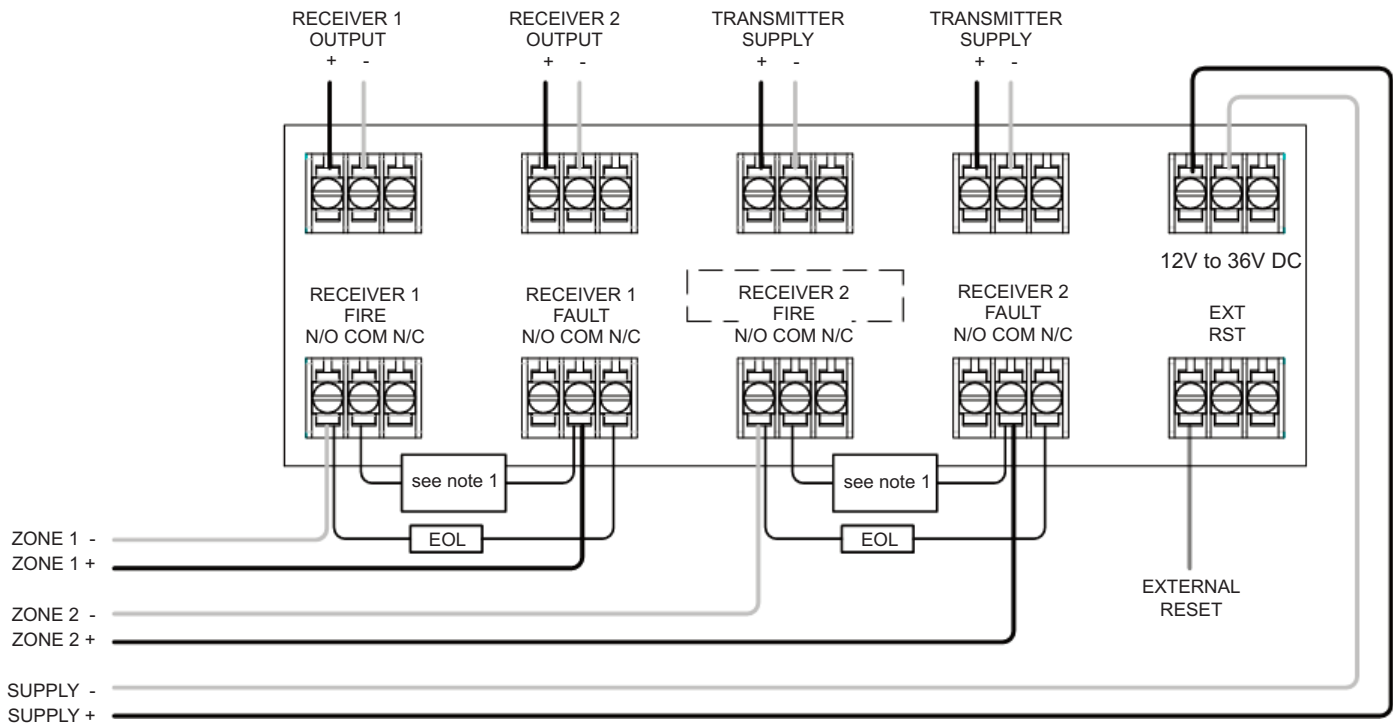 RECEIVER 1
OUTPUT
+ -
RECEIVER 2
OUTPUT
+ -
TRANSMITTER
SUPPLY
+ -
TRANSMITTER
SUPPLY
+ -
12V to 36V DC
RECEIVER 1
FIRE
N/O COM N/C
RECEIVER 1
FAULT
N/O COM N/C
RECEIVER 2
FIRE
N/O COM N/C
RECEIVER 2
FAULT
N/O COM N/C
EXT
RST
see note 1
see note 1
EOL
EOL
ZONE 1 -
ZONE 1 +
ZONE 2 -
ZONE 2 +
EXTERNAL
RESET
SUPPLY -
SUPPLY +